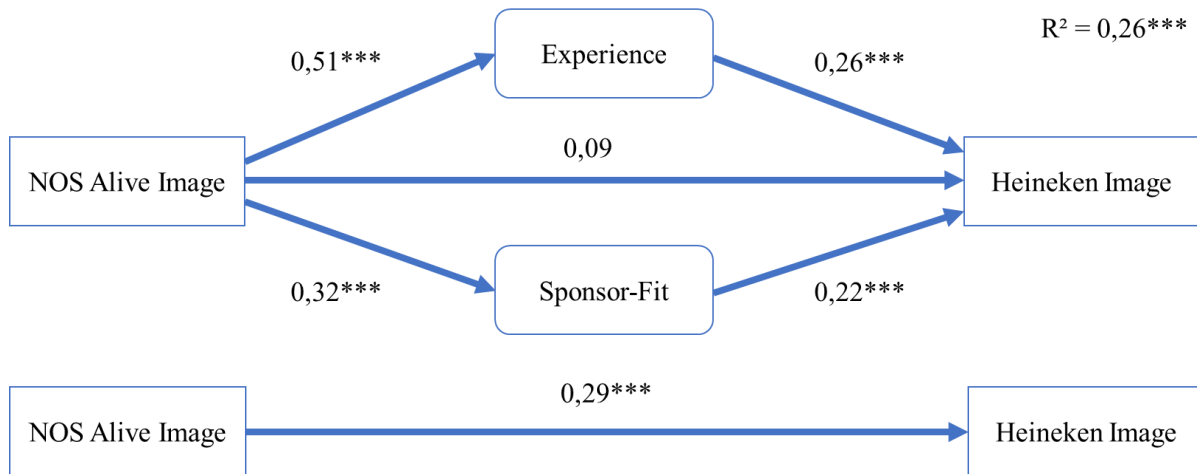 R² = 0,26***
Experience
0,51***
0,26***
0,09
NOS Alive Image
Heineken Image
Sponsor-Fit
0,32***
0,22***
0,29***
NOS Alive Image
Heineken Image